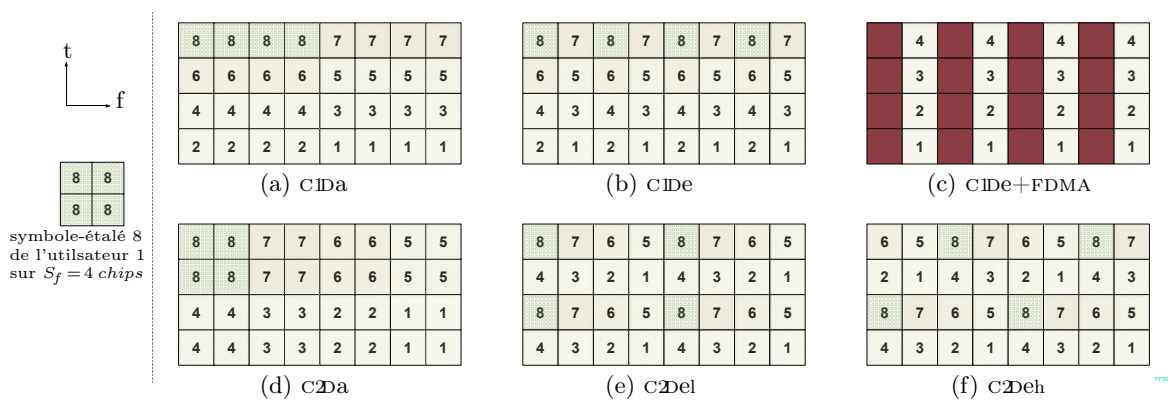 t
f
8 8
8 8
symbole-étalé 8
de l'utilsateur 1
sur S_f = 4 chips
8 8 8 8 7 7 7 7
6 6 6 6 5 5 5 5
4 4 4 4 3 3 3 3
2 2 2 2 1 1 1 1
(a) C1Da
8 7 8 7 8 7 8 7
6 5 6 5 6 5 6 5
4 3 4 3 4 3 4 3
2 1 2 1 2 1 2 1
(b) C1De
4 4 4 4
3 3 3 3
2 2 2 2
1 1 1 1
(c) C1De+FDMA
8 8 7 7 6 6 5 5
8 8 7 7 6 6 5 5
4 4 3 3 2 2 1 1
4 4 3 3 2 2 1 1
(d) C2Da
8 7 6 5 8 7 6 5
4 3 2 1 4 3 2 1
8 7 6 5 8 7 6 5
4 3 2 1 4 3 2 1
(e) C2Del
6 5 8 7 6 5 8 7
2 1 4 3 2 1 4 3
8 7 6 5 8 7 6 5
4 3 2 1 4 3 2 1
(f) C2Deh